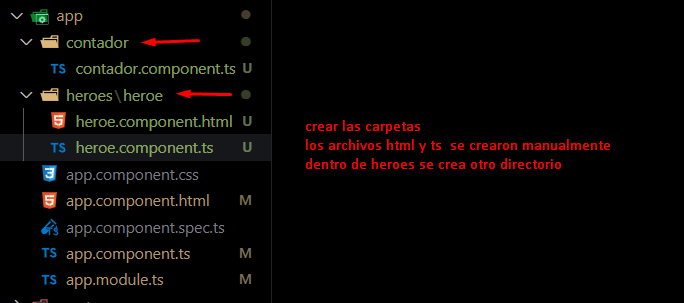 app
contador
TS contador.component.ts U
heroes\heroe
heroe.component.html U
TS heroe.component.ts U
app.component.css
app.component.html M
app.component.spec.ts
TS app.component.ts M
TS app.module.ts M
crear las carpetas
los archivos html y ts se crearon manualmente
dentro de heroes se crea otro directorio